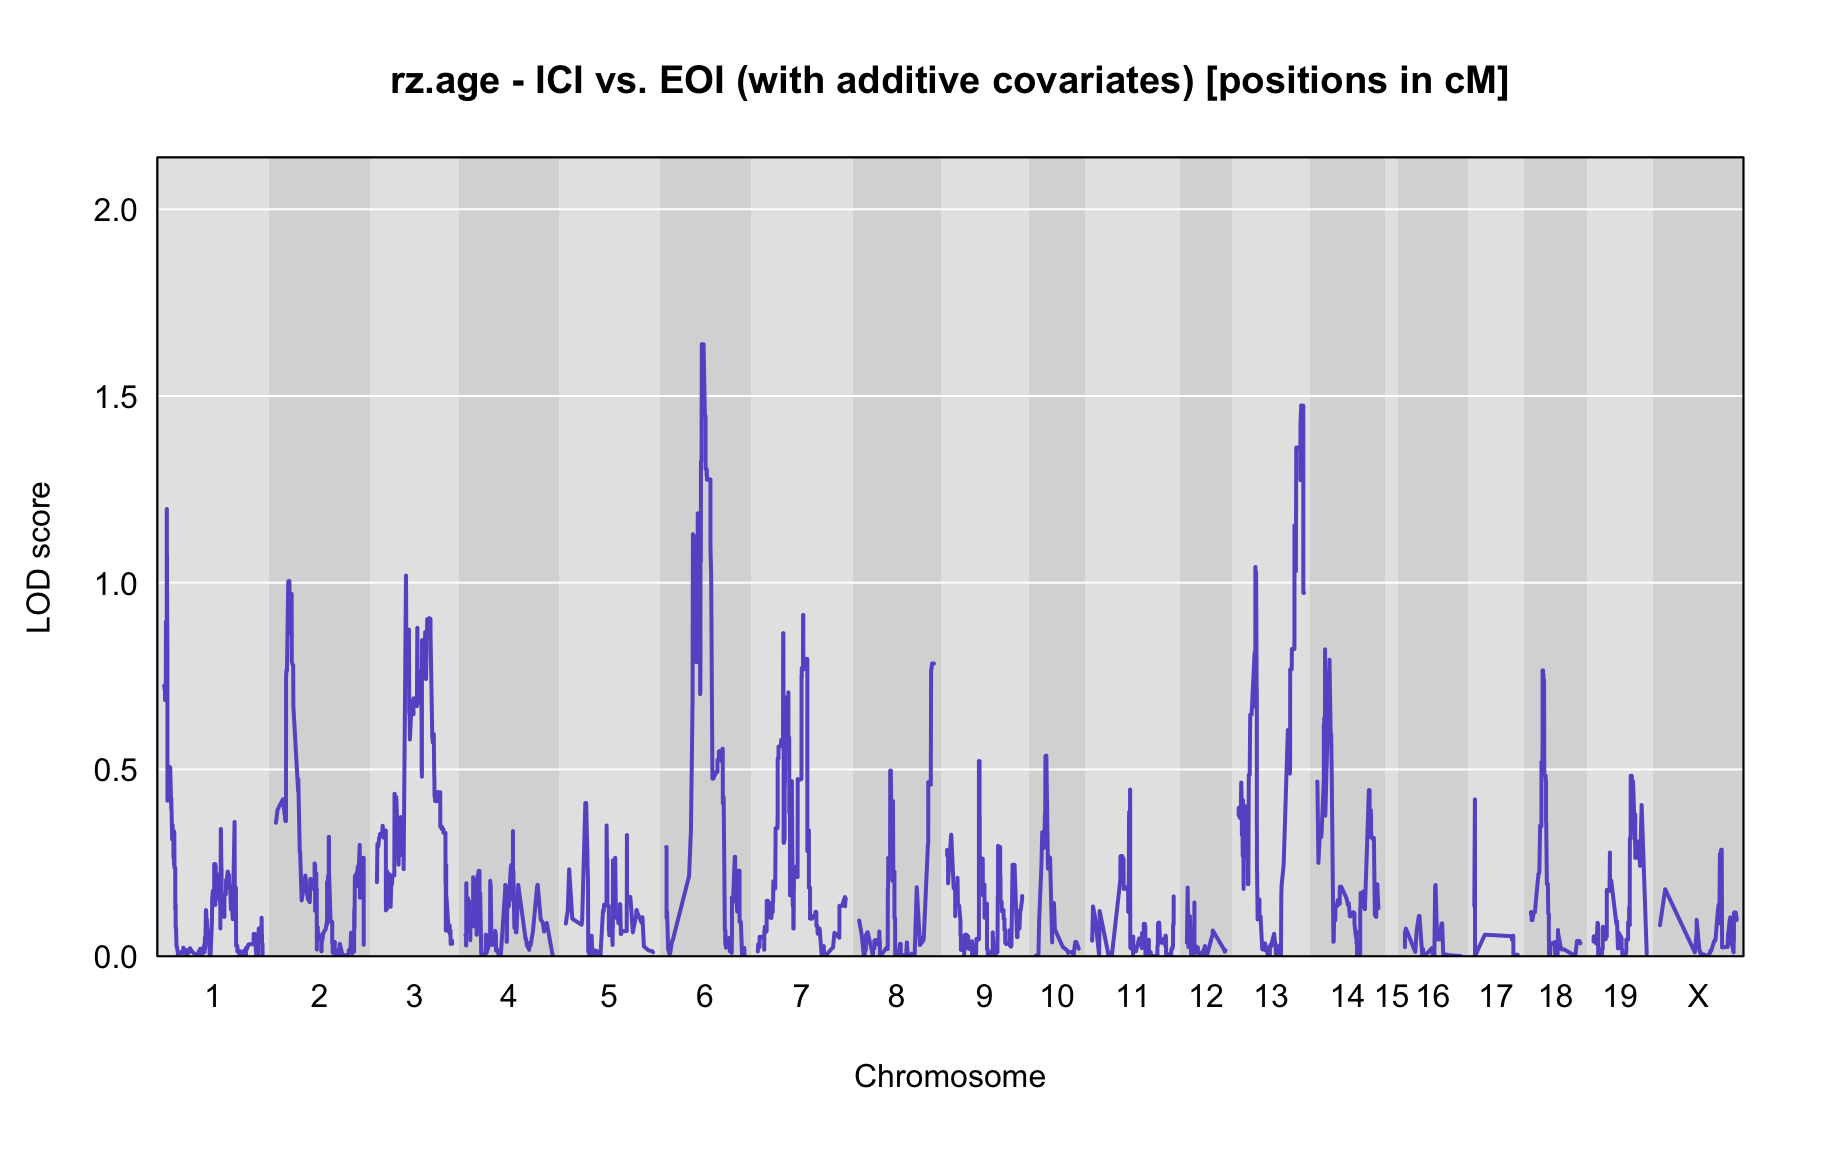 rz.age - ICI vs. EOI (with additive covariates) [positions in cM]
2.0
1.5
1.0
0.5
0.0
LOD score
1 2 3 4 5 6 7 8 9 10 11 12 13 14 15 16 17 18 19 X
Chromosome